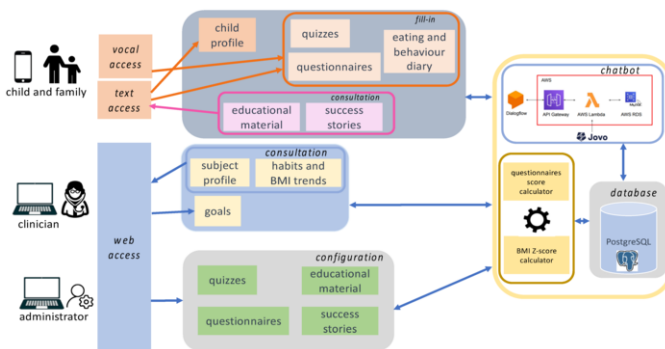 child and family
vocal
access
text
access
child
profile
fill-in
quizzes
questionnaires
eating and
behaviour
diary
consultation
educational
material
success
stories
clinician
administrator
web
access
consultation
subject
profile
habits and
BMI trends
goals
configuration
quizzes
educational
material
questionnaires
success
stories
chatbot
AWS
Dialogflow
API Gateway
AWS Lambda
AWS RDS
Jovo
questionnaires
score
calculator
BMI Z-score
calculator
database
PostgreSQL